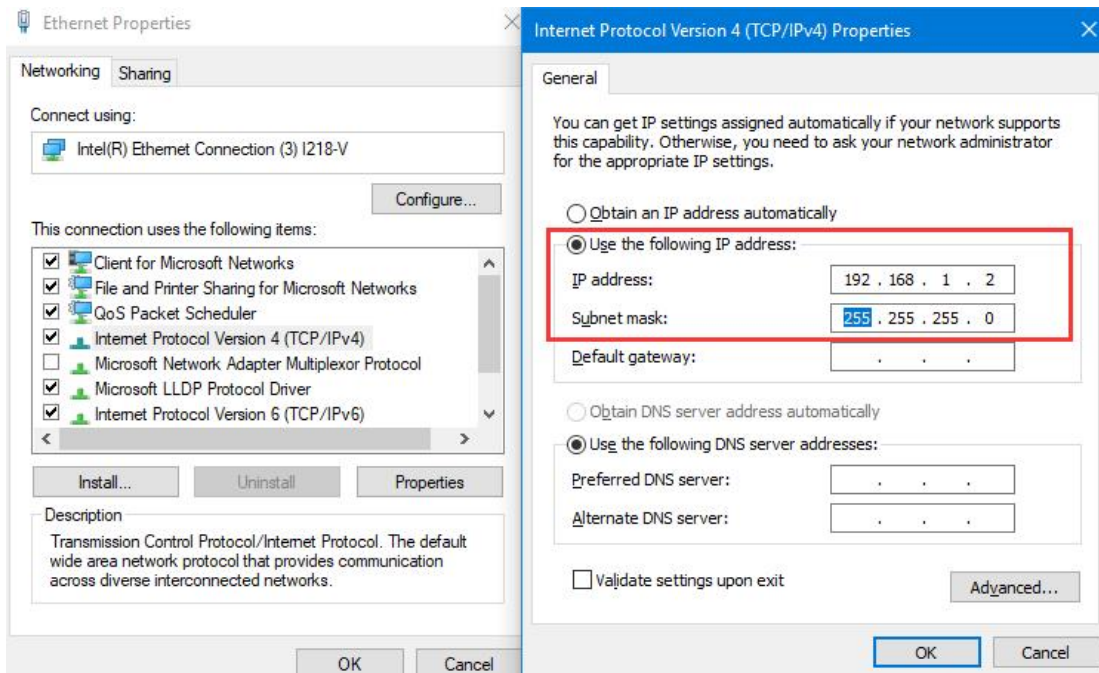 Ethernet Properties
Networking
Sharing
Connect using:
Intel(R) Ethernet Connection (3) I218-V
Configure...
This connection uses the following items:
Client for Microsoft Networks
File and Printer Sharing for Microsoft Networks
QoS Packet Scheduler
Internet Protocol Version 4 (TCP/IPv4)
Microsoft Network Adapter Multiplexor Protocol
Microsoft LLDP Protocol Driver
Internet Protocol Version 6 (TCP/IPv6)
Install...
Uninstall
Properties
Description
Transmission Control Protocol/Internet Protocol. The default
wide area network protocol that provides communication
across diverse interconnected networks.
OK
Cancel
Internet Protocol Version 4 (TCP/IPv4) Properties
General
You can get IP settings assigned automatically if your network supports
this capability. Otherwise, you need to ask your network administrator
for the appropriate IP settings.
Obtain an IP address automatically
Use the following IP address:
IP address: 192 . 168 . 1 . 2
Subnet mask: 255 . 255 . 255 . 0
Default gateway: . . .
Obtain DNS server address automatically
Use the following DNS server addresses:
Preferred DNS server: . . .
Alternate DNS server: . . .
Validate settings upon exit
Advanced...
OK
Cancel